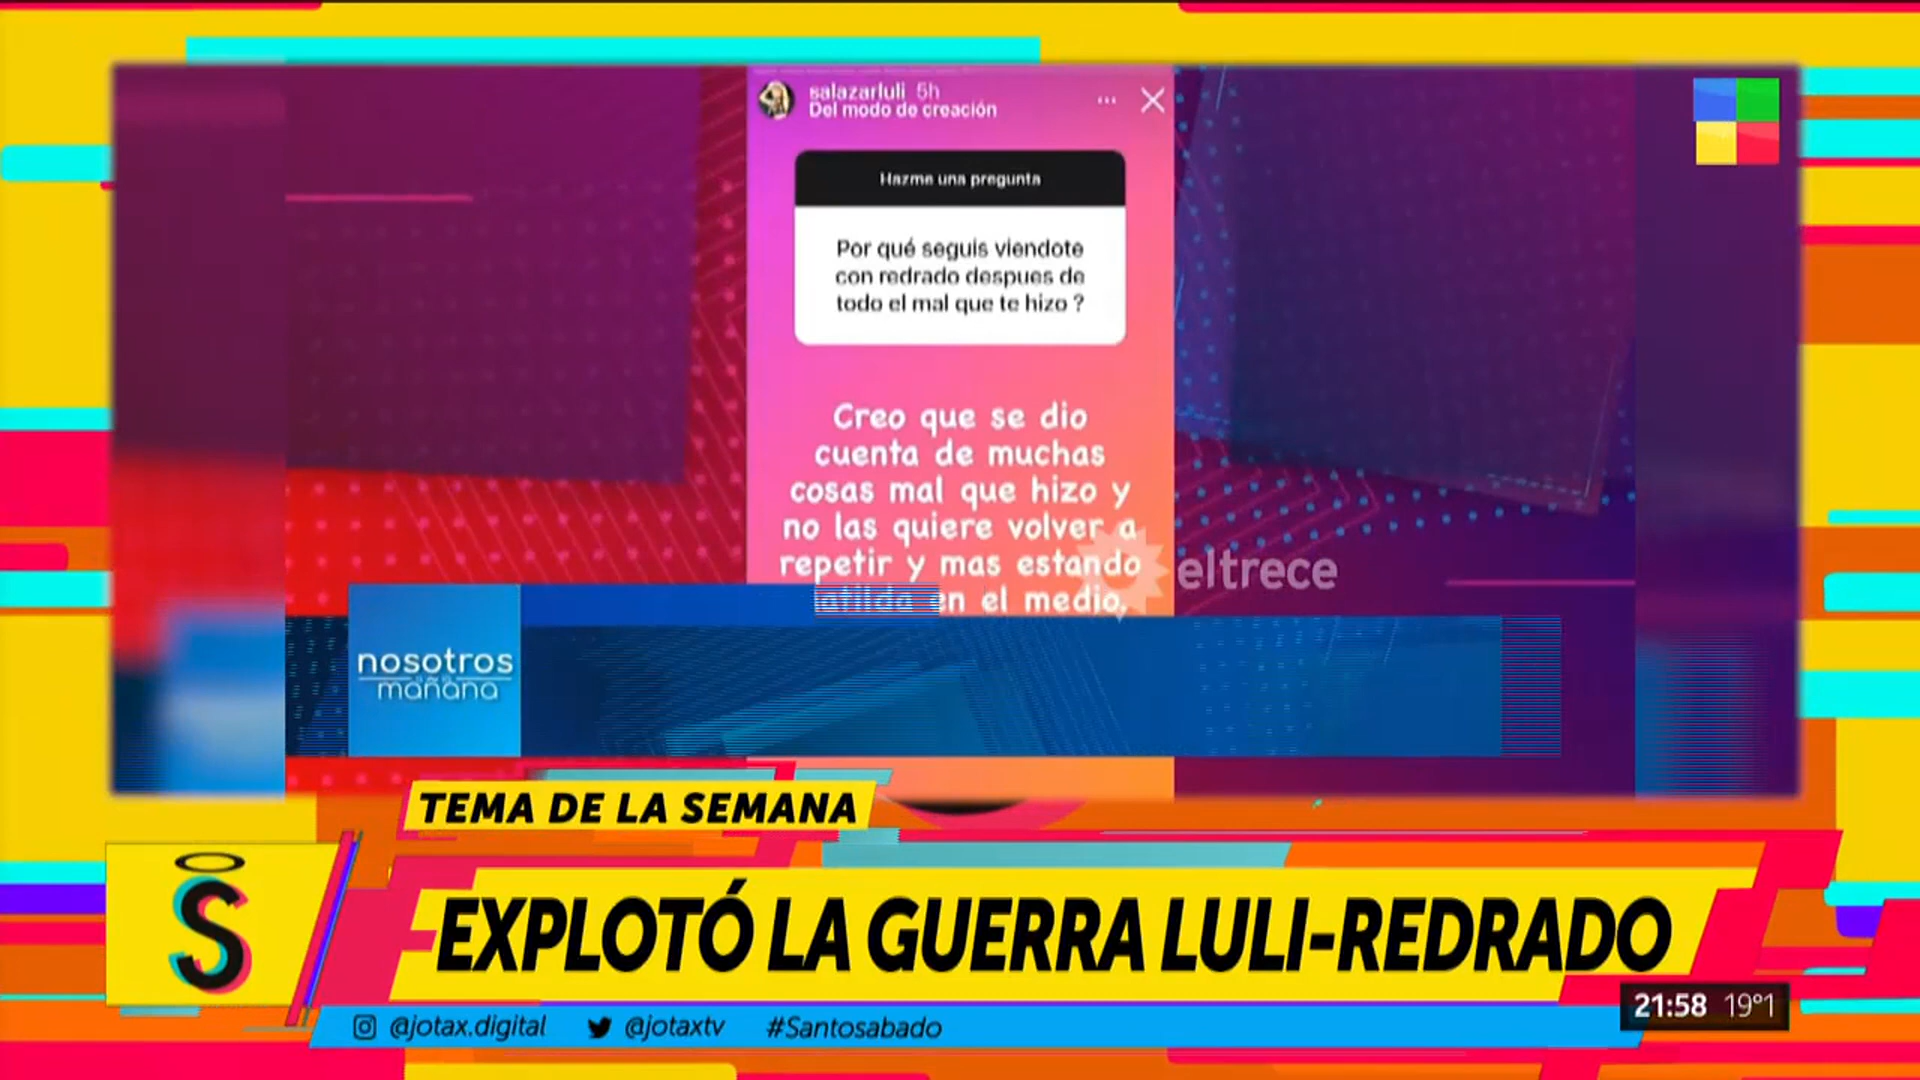 salazarluli 5h
Del modo de creación
Hazme una pregunta
Por qué seguis viendote
con redrado despues de
todo el mal que te hizo ?
Creo que se dio
cuenta de muchas
cosas mal que hizo y
no las quiere volver a
repetir y mas estando
en el medio,
eltrece
nosotros
mañana
TEMA DE LA SEMANA
S
EXPLOTÓ LA GUERRA LULI-REDRADO
@jotax.digital @jotaxtv #Santosabado
21:58 19°1